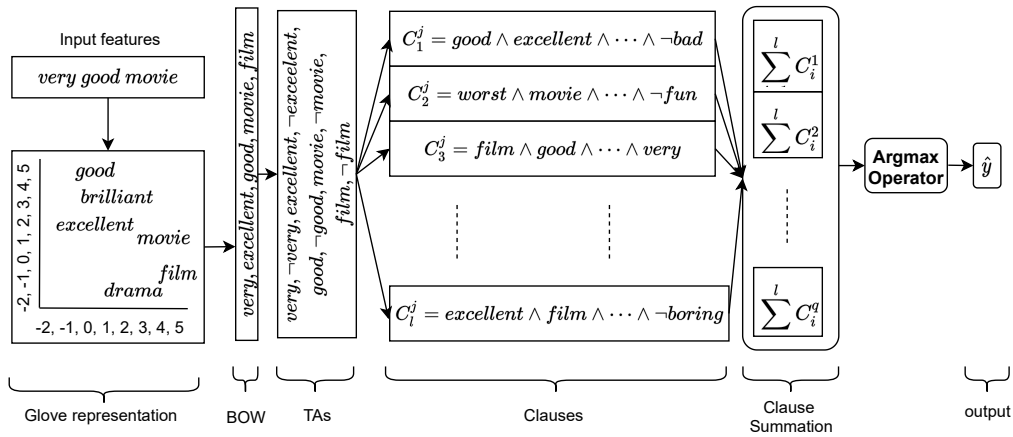 Input features
very good movie
good
brilliant
excellent
movie
film
drama
-2, -1, 0, 1, 2, 3, 4, 5
-2, -1, 0, 1, 2, 3, 4, 5
very, excellent, good, movie, film
very, ¬very, excellent, ¬exceelent,
good, ¬good, movie, ¬movie,
film, ¬film
C_1^j = good ∧ excellent ∧ ⋯ ∧ ¬bad
C_2^j = worst ∧ movie ∧ ⋯ ∧ ¬fun
C_3^j = film ∧ good ∧ ⋯ ∧ very
C_l^j = excellent ∧ film ∧ ⋯ ∧ ¬boring
∑^l C_i^1
∑^l C_i^2
∑^l C_i^q
Argmax
Operator
ŷ
Glove representation
BOW
TAs
Clauses
Clause
Summation
output